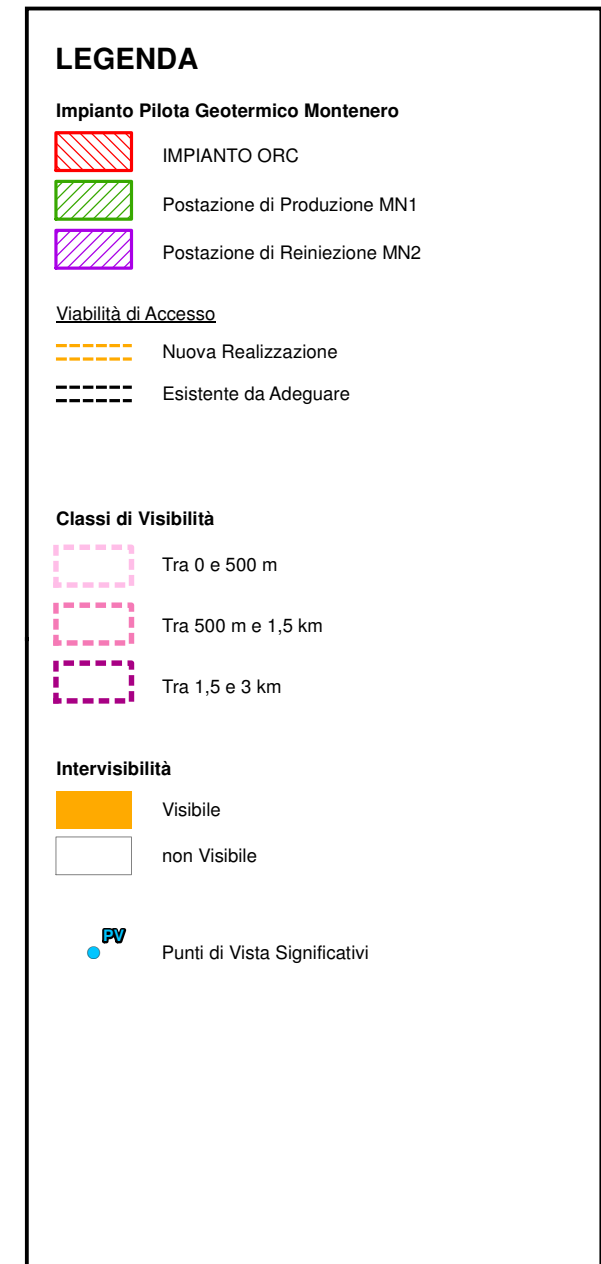 LEGENDA
Impianto Pilota Geotermico Montenero
IMPIANTO ORC
Postazione di Produzione MN1
Postazione di Reiniezione MN2
Viabilità di Accesso
Nuova Realizzazione
Esistente da Adeguare
Classi di Visibilità
Tra 0 e 500 m
Tra 500 m e 1,5 km
Tra 1,5 e 3 km
Intervisibilità
Visibile
non Visibile
PV
Punti di Vista Significativi